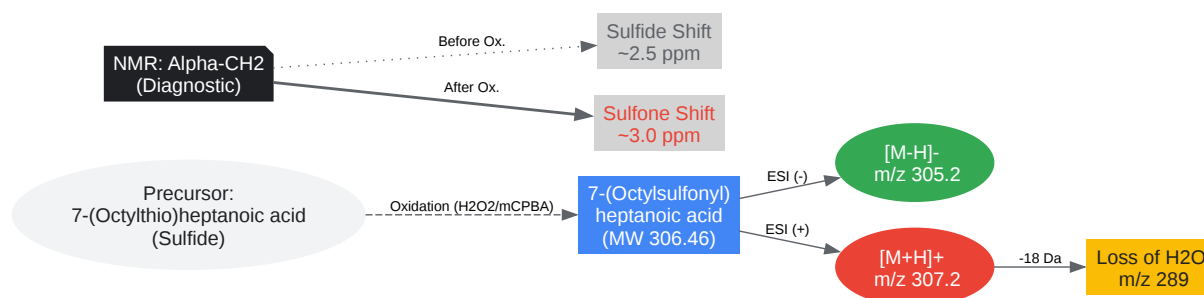 Before Ox.
Sulfide Shift
~2.5 ppm
NMR: Alpha-CH2
(Diagnostic)
After Ox.
Sulfone Shift
~3.0 ppm
Precursor:
7-(Octylthio)heptanoic acid
(Sulfide)
Oxidation (H2O2/mCPBA)
7-(Octylsulfonyl)
heptanoic acid
(MW 306.46)
ESI (-)
[M-H]-
m/z 305.2
ESI (+)
[M+H]+
m/z 307.2
-18 Da
Loss of H2O
m/z 289